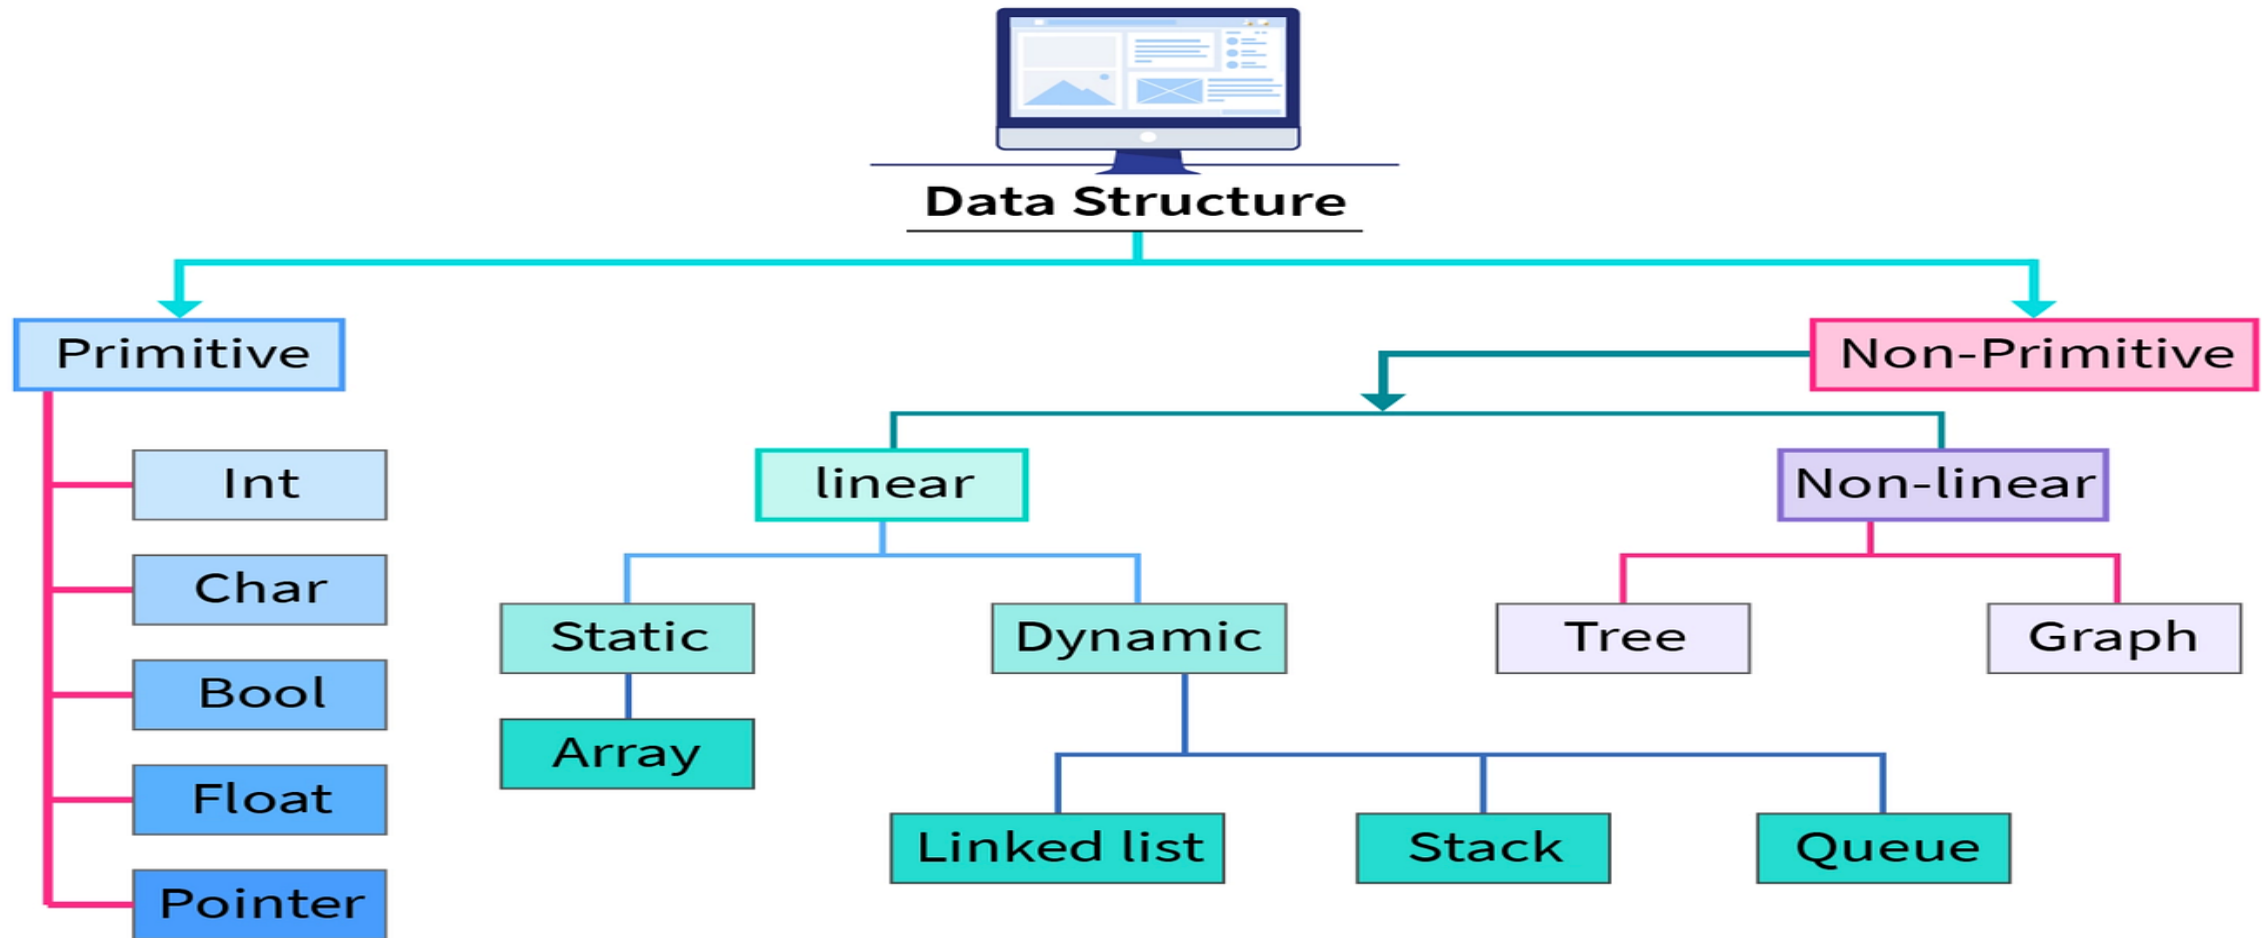 Data Structure
Primitive
Non-Primitive
Int
linear
Non-linear
Char
Static
Dynamic
Tree
Graph
Bool
Array
Float
Linked list
Stack
Queue
Pointer